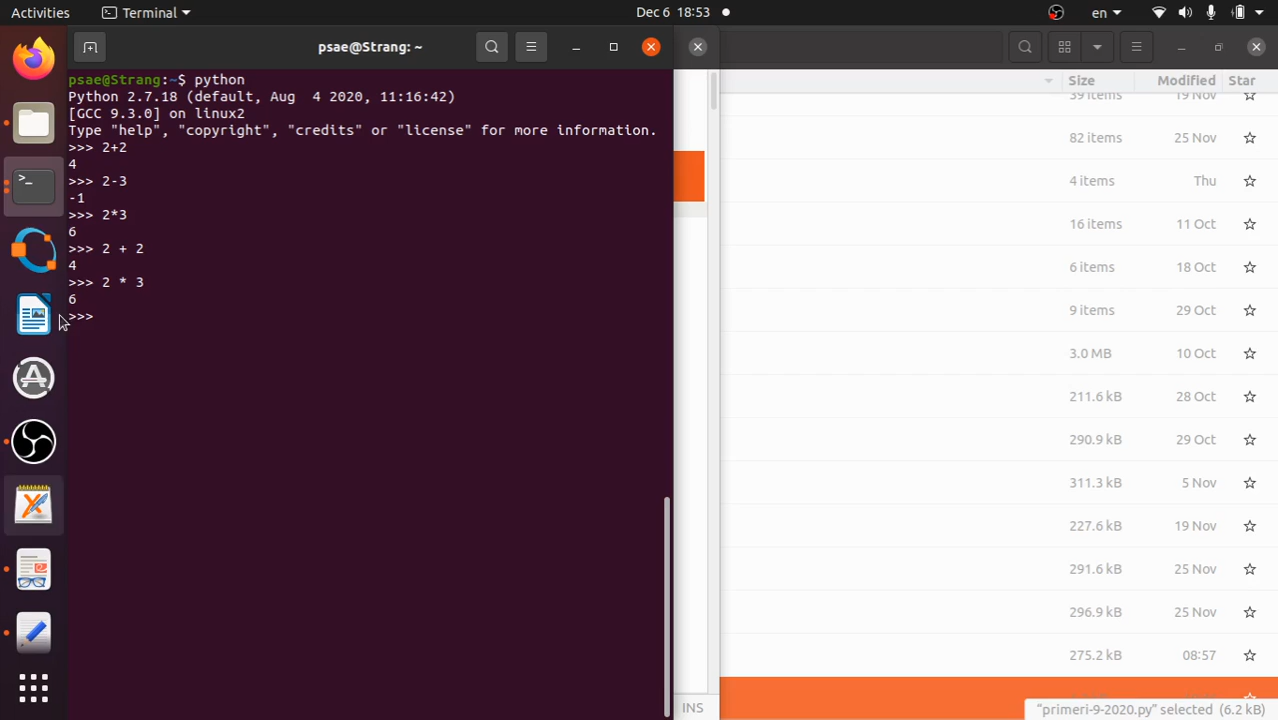 Activities
Terminal
Dec 6 18:53
en
psae@Strang: ~
psae@Strang:~$ python
Python 2.7.18 (default, Aug  4 2020, 11:16:42)
[GCC 9.3.0] on linux2
Type "help", "copyright", "credits" or "license" for more information.
>>> 2+2
4
>>> 2-3
-1
>>> 2*3
6
>>> 2 + 2
4
>>> 2 * 3
6
>>>
Size Modified Star
39 items 19 Nov
82 items 25 Nov
4 items Thu
16 items 11 Oct
6 items 18 Oct
9 items 29 Oct
3.0 MB 10 Oct
211.6 kB 28 Oct
290.9 kB 29 Oct
311.3 kB 5 Nov
227.6 kB 19 Nov
291.6 kB 25 Nov
296.9 kB 25 Nov
275.2 kB 08:57
INS
"primeri-9-2020.py" selected (6.2 kB)